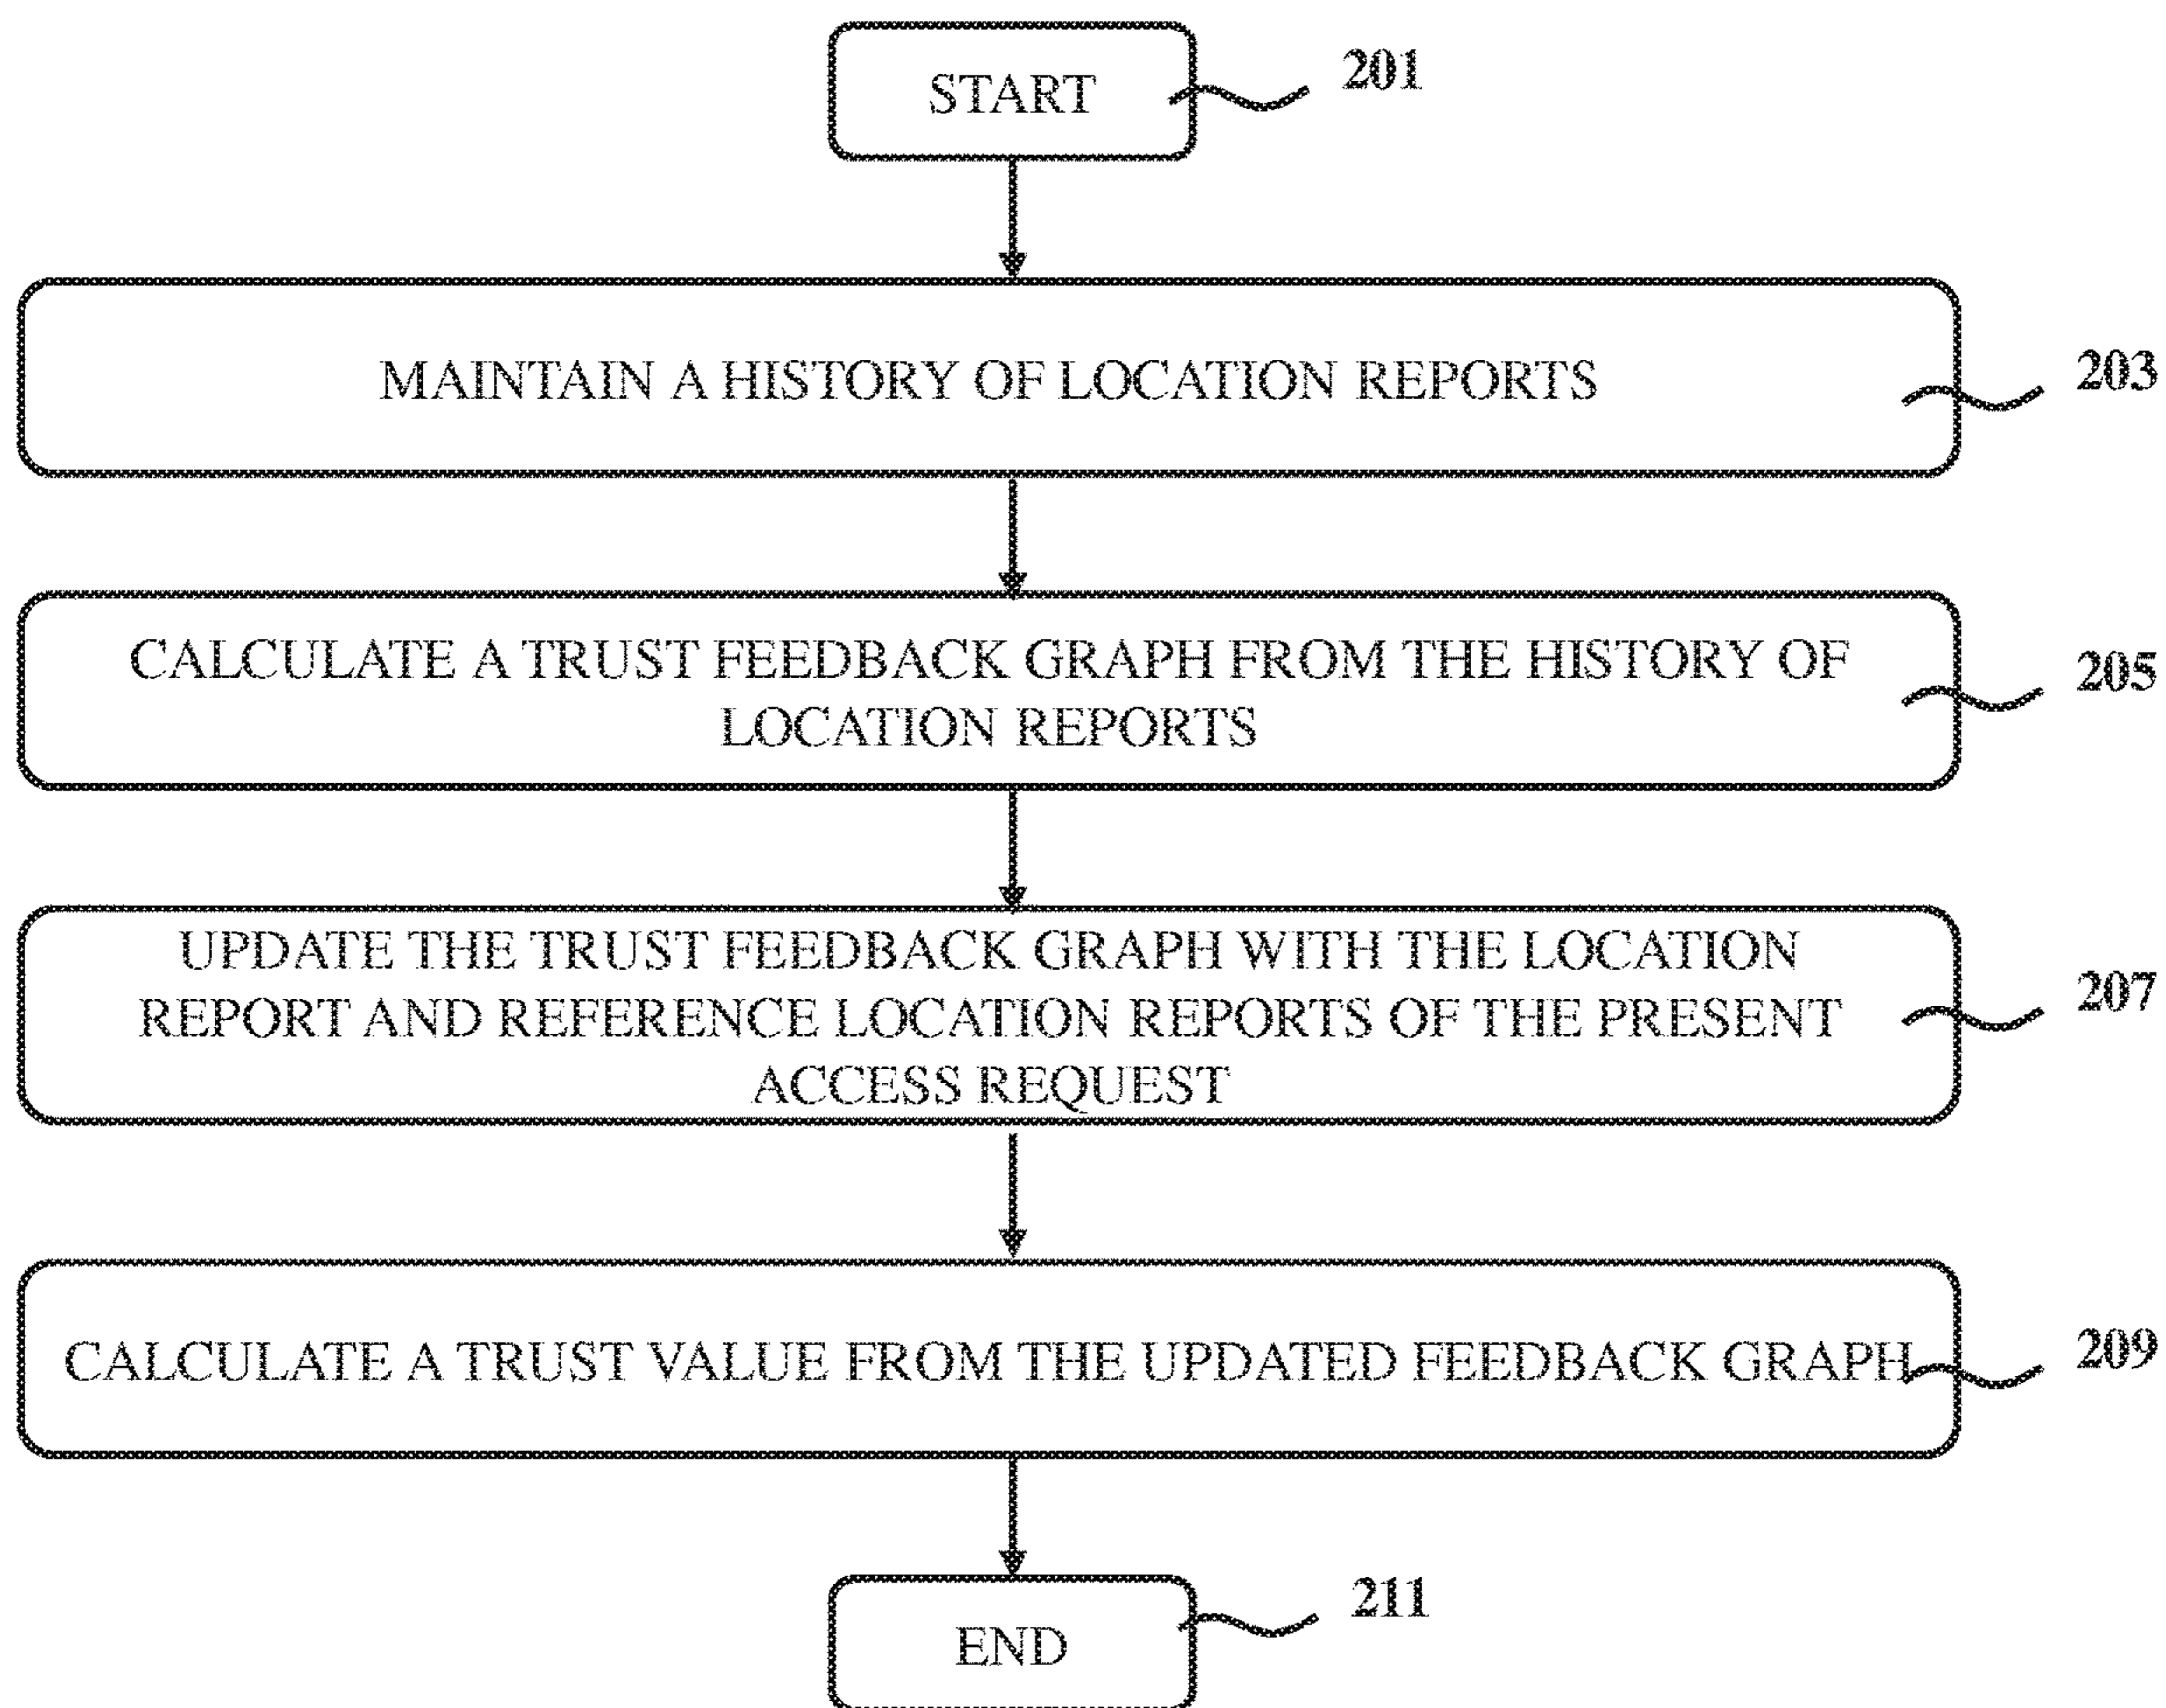 START
201
MAINTAIN A HISTORY OF LOCATION REPORTS
203
CALCULATE A TRUST FEEDBACK GRAPH FROM THE HISTORY OF
LOCATION REPORTS
205
UPDATE THE TRUST FEEDBACK GRAPH WITH THE LOCATION
REPORT AND REFERENCE LOCATION REPORTS OF THE PRESENT
ACCESS REQUEST
207
CALCULATE A TRUST VALUE FROM THE UPDATED FEEDBACK GRAPH
209
END
211